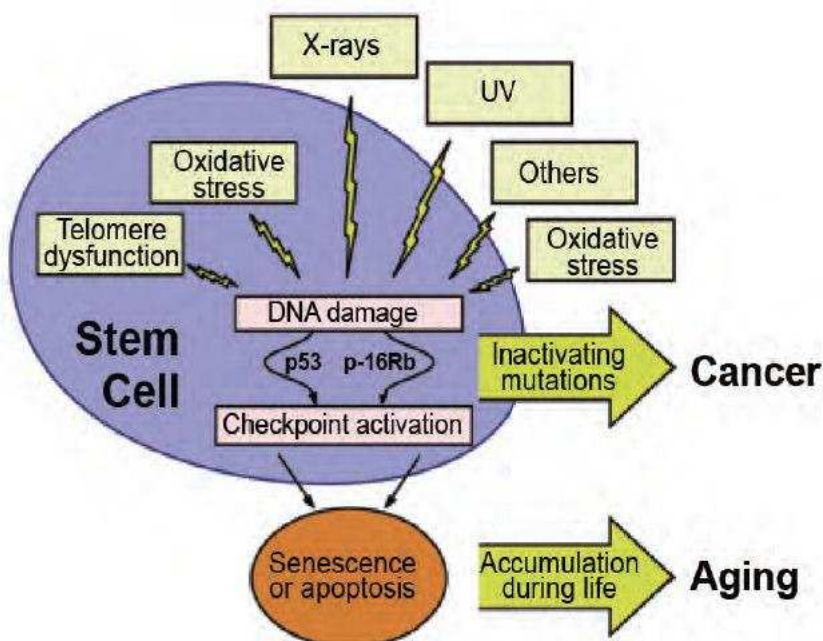 X-rays
UV
Oxidative
stress
Others
Telomere
dysfunction
Oxidative
stress
DNA damage
Stem
Cell
p53 p-16Rb
Inactivating
mutations
Cancer
Checkpoint activation
Senescence
or apoptosis
Accumulation
during life
Aging